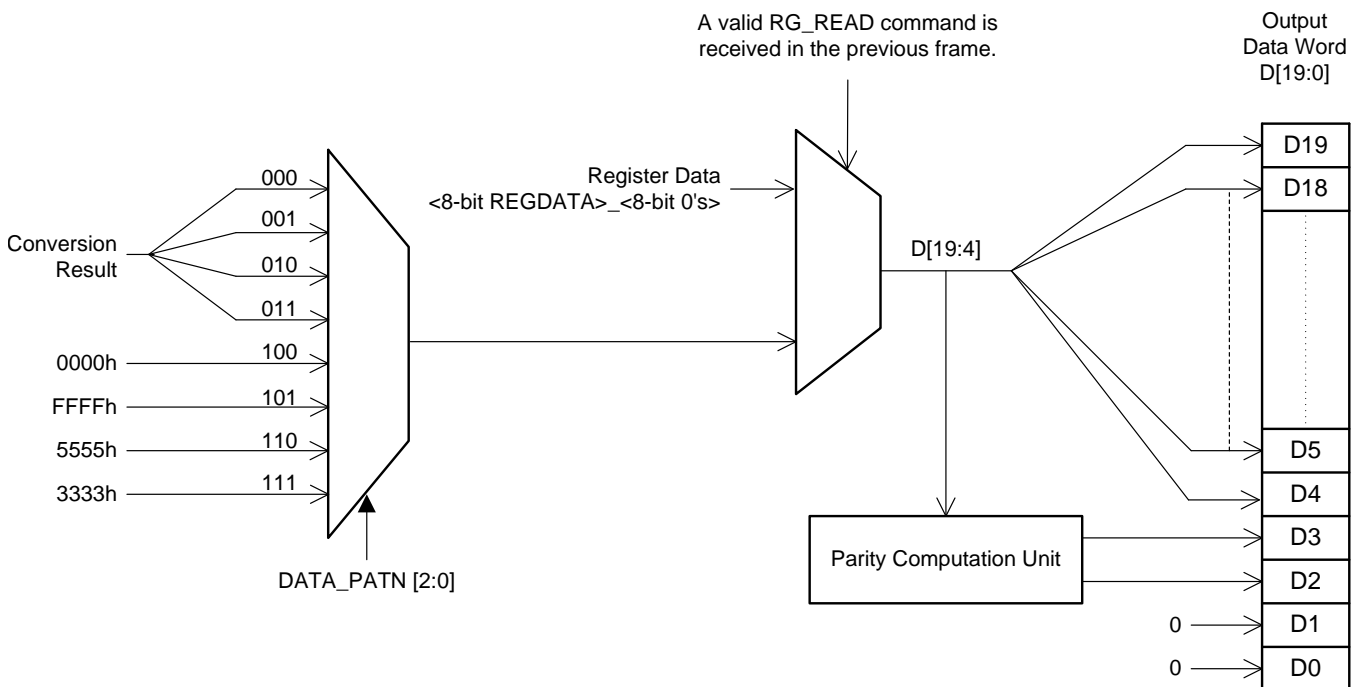 A valid RG_READ command is
received in the previous frame.
Output
Data Word
D[19:0]
Conversion
Result
000
001
010
011
0000h
100
FFFFh
101
5555h
110
3333h
111
DATA_PATN [2:0]
Register Data
<8-bit REGDATA>_<8-bit 0's>
D[19:4]
Parity Computation Unit
D19
D18
D5
D4
D3
D2
0
D1
0
D0